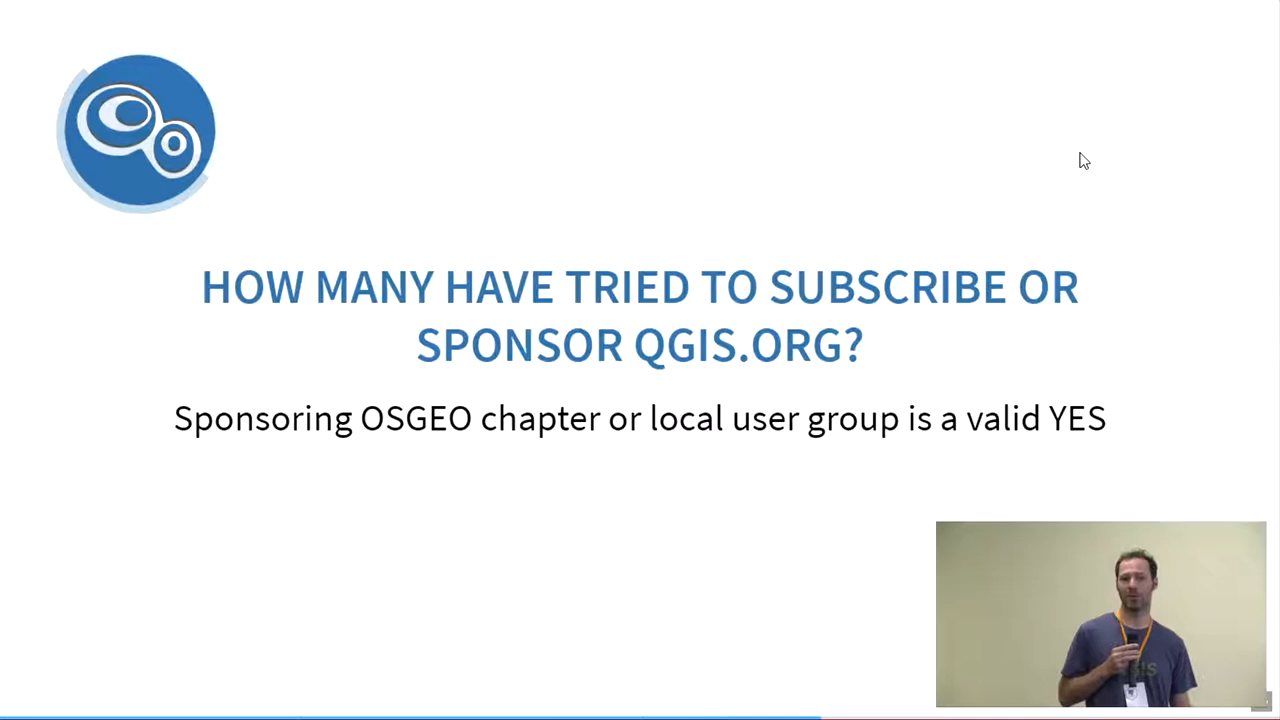 HOW MANY HAVE TRIED TO SUBSCRIBE OR
SPONSOR QGIS.ORG?
Sponsoring OSGEO chapter or local user group is a valid YES